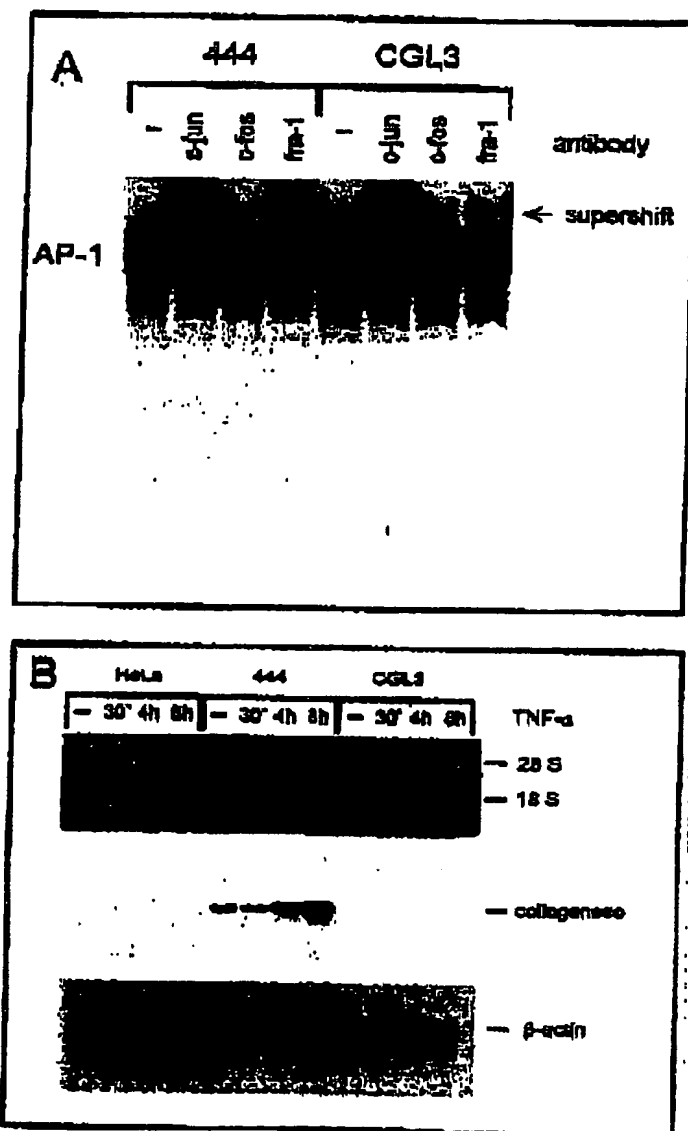 A
444 CGL3
- c-jun c-fos fra-1 - c-jun c-fos fra-1 antibody
← supershift
AP-1
B
HeLa 444 CGL3
- 30' 4h 8h - 30' 4h 8h - 30' 4h 8h TNF-α
- 28 S
- 18 S
- collagenase
- β-actin